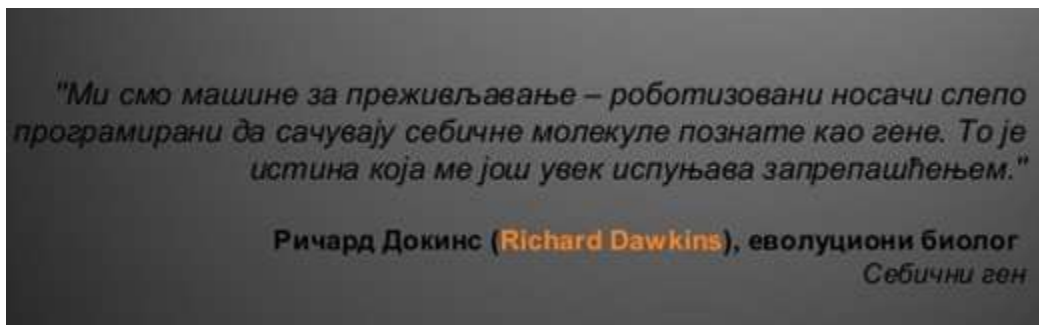 "Ми смо машине за преживљавање – роботизовани носачи слепо
програмирани да сачувају себичне молекуле познате као гене. То је
истина која ме још увек испуњава запрепашћењем."
Ричард Докинс (Richard Dawkins), еволуциони биолог
Себични ген